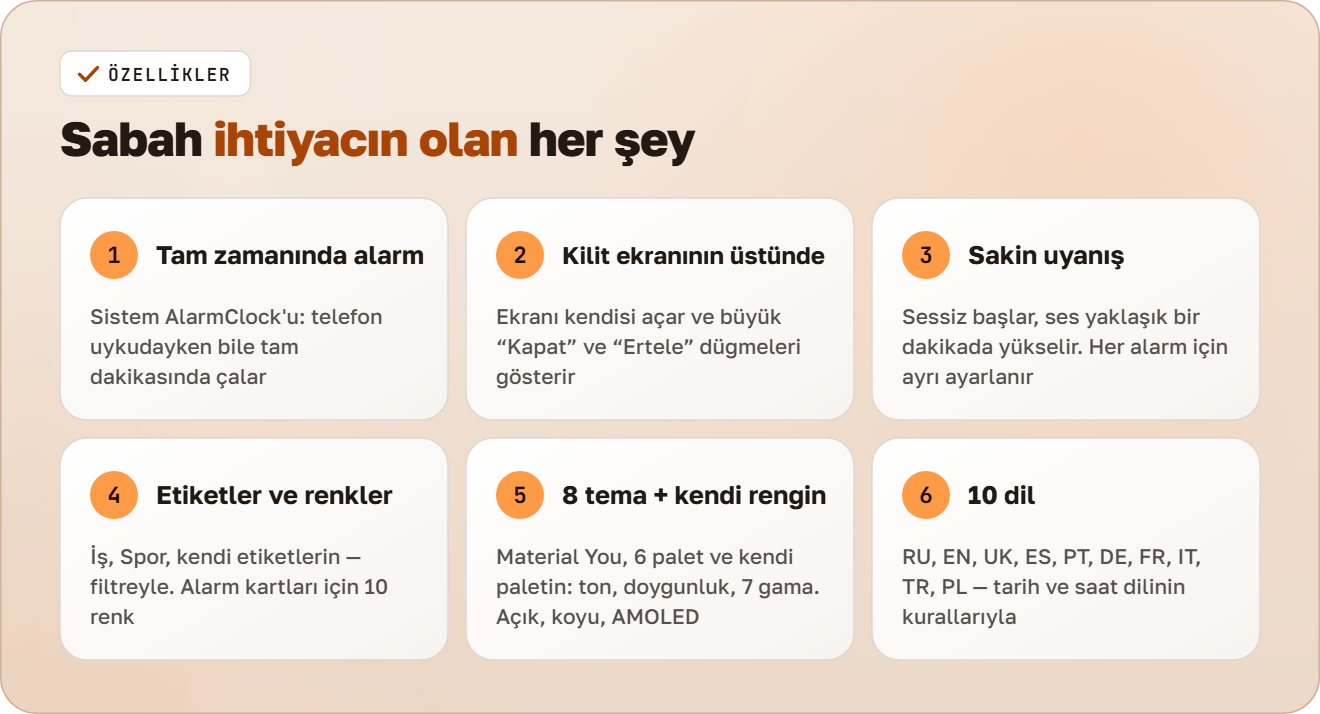 ÖZELLİKLER
Sabah ihtiyacın olan her şey
1 Tam zamanında alarm
Sistem AlarmClock'u: telefon
uykudayken bile tam
dakikasında çalar
2 Kilit ekranının üstünde
Ekranı kendisi açar ve büyük
“Kapat” ve “Ertele” düğmeleri
gösterir
3 Sakin uyanış
Sessiz başlar, ses yaklaşık bir
dakikada yükselir. Her alarm için
ayrı ayarlanır
4 Etiketler ve renkler
İş, Spor, kendi etiketlerin —
filtreyle. Alarm kartları için 10
renk
5 8 tema + kendi rengin
Material You, 6 palet ve kendi
paletin: ton, doygunluk, 7 gama.
Açık, koyu, AMOLED
6 10 dil
RU, EN, UK, ES, PT, DE, FR, IT,
TR, PL — tarih ve saat dilinin
kurallarıyla